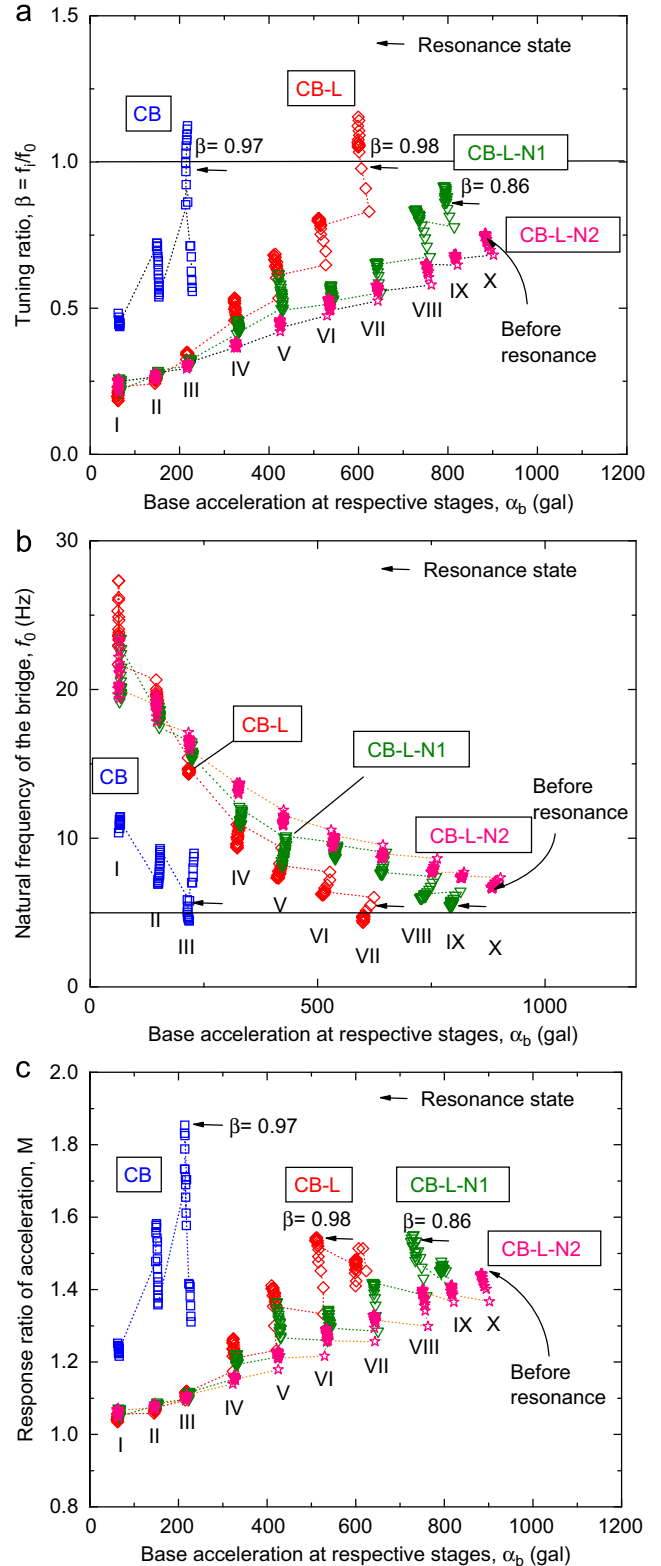 a
Tuning ratio, β = fᵢ/f₀
1.5
1.0
0.5
0.0
Resonance state
CB
CB-L
β = 0.97
β = 0.98
CB-L-N1
β = 0.86
CB-L-N2
Before
resonance
I
II
III
IV
V
VI
VII
VIII
IX
X
0
200
400
600
800
1000
1200
Base acceleration at respective stages, αb (gal)
b
Natural frequency of the bridge, f₀ (Hz)
30
20
10
0
Resonance state
CB-L
CB
CB-L-N1
Before
resonance
CB-L-N2
I
II
III
IV
V
VI
VII
VIII
IX
X
0
500
1000
Base acceleration at respective stages, αb (gal)
c
Response ratio of acceleration, M
2.0
1.8
1.6
1.4
1.2
1.0
0.8
Resonance state
β= 0.97
CB
CB-L
β= 0.98
CB-L-N1
β= 0.86
CB-L-N2
Before
resonance
I
II
III
IV
V
VI
VII
VIII
IX
X
0
200
400
600
800
1000
1200
Base acceleration at respective stages, αb (gal)